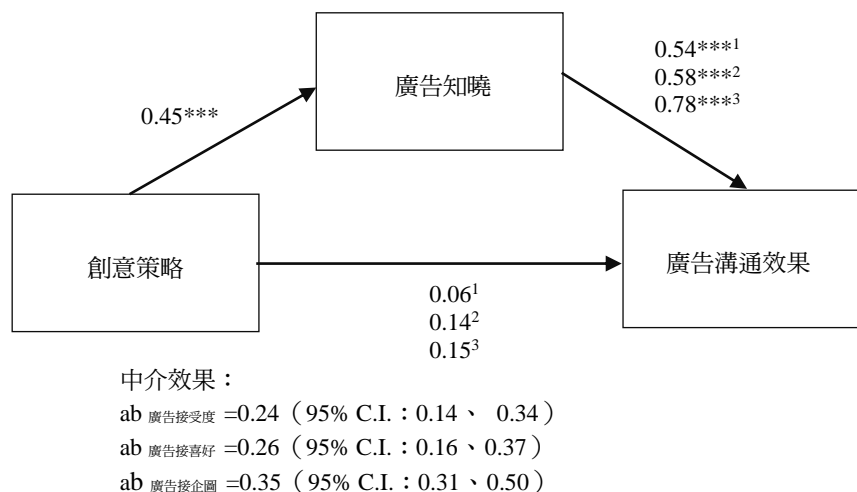 0.54***¹
0.58***²
0.78***³
廣告知曉
0.45***
創意策略
廣告溝通效果
0.06¹
0.14²
0.15³
中介效果：
ab 廣告接受度 =0.24（95% C.I.：0.14、 0.34）
ab 廣告接喜好 =0.26（95% C.I.：0.16、0.37）
ab 廣告接企圖 =0.35（95% C.I.：0.31、0.50）